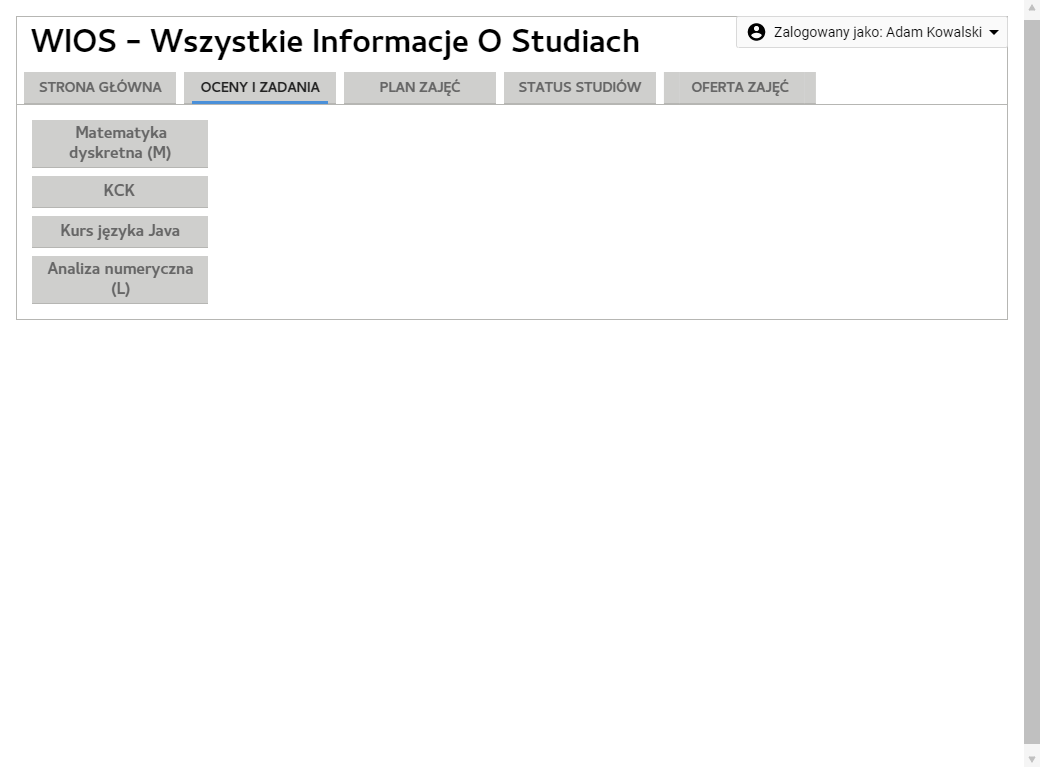 WIOS - Wszystkie Informacje O Studiach
Zalogowany jako: Adam Kowalski
STRONA GŁÓWNA
OCENY I ZADANIA
PLAN ZAJĘĆ
STATUS STUDIÓW
OFERTA ZAJĘĆ
Matematyka
dyskretna (M)
KCK
Kurs języka Java
Analiza numeryczna
(L)